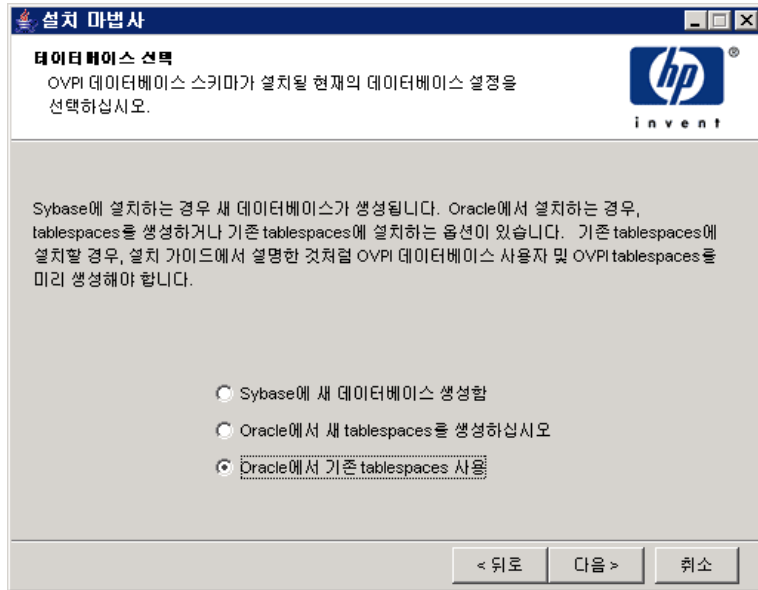 설치 마법사
데이터베이스 선택
OVPI 데이터베이스 스키마가 설치될 현재의 데이터베이스 설정을
선택하십시오.
hp
®
invent
Sybase에 설치하는 경우 새 데이터베이스가 생성됩니다. Oracle에서 설치하는 경우,
tablespaces를 생성하거나 기존 tablespaces에 설치하는 옵션이 있습니다. 기존 tablespaces에
설치할 경우, 설치 가이드에서 설명한 것처럼 OVPI 데이터베이스 사용자 및 OVPI tablespaces를
미리 생성해야 합니다.
Sybase에 새 데이터베이스 생성함
Oracle에서 새 tablespaces를 생성하십시오
Oracle에서 기존 tablespaces 사용
< 뒤로
다음 >
취소